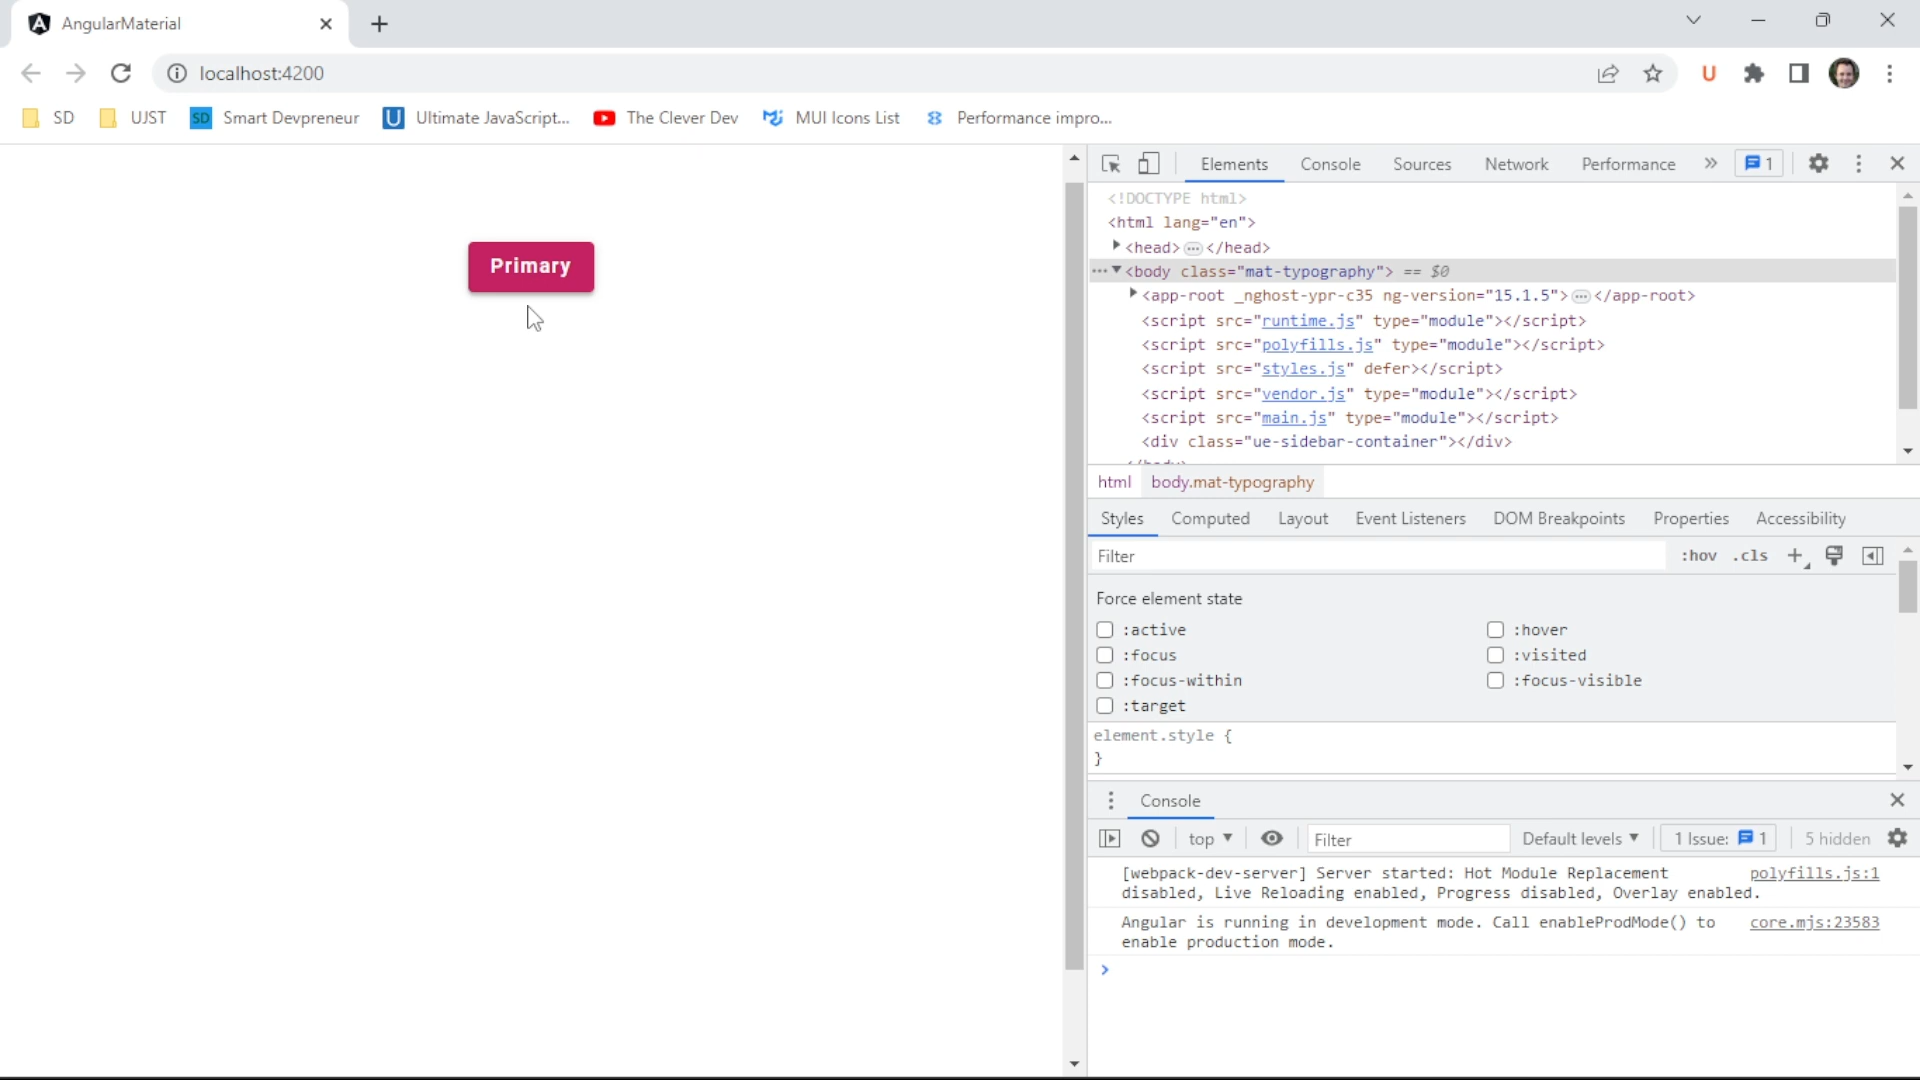 AngularMaterial
localhost:4200
U
SD
UJST
SD Smart Devpreneur
U Ultimate JavaScript...
The Clever Dev
MUI Icons List
Performance impro...
Primary
Elements Console Sources Network Performance » 1
<!DOCTYPE html>
<html lang="en">
<head> … </head>
… <body class="mat-typography"> == $0
<app-root _nghost-ypr-c35 ng-version="15.1.5"> … </app-root>
<script src="runtime.js" type="module"></script>
<script src="polyfills.js" type="module"></script>
<script src="styles.js" defer></script>
<script src="vendor.js" type="module"></script>
<script src="main.js" type="module"></script>
<div class="ue-sidebar-container"></div>
html body.mat-typography
Styles Computed Layout Event Listeners DOM Breakpoints Properties Accessibility
Filter :hov .cls +
Force element state
:active :hover
:focus :visited
:focus-within :focus-visible
:target
element.style {
}
Console
top Filter Default levels 1 Issue: 1 5 hidden
[webpack-dev-server] Server started: Hot Module Replacement polyfills.js:1
disabled, Live Reloading enabled, Progress disabled, Overlay enabled.
Angular is running in development mode. Call enableProdMode() to core.mjs:23583
enable production mode.